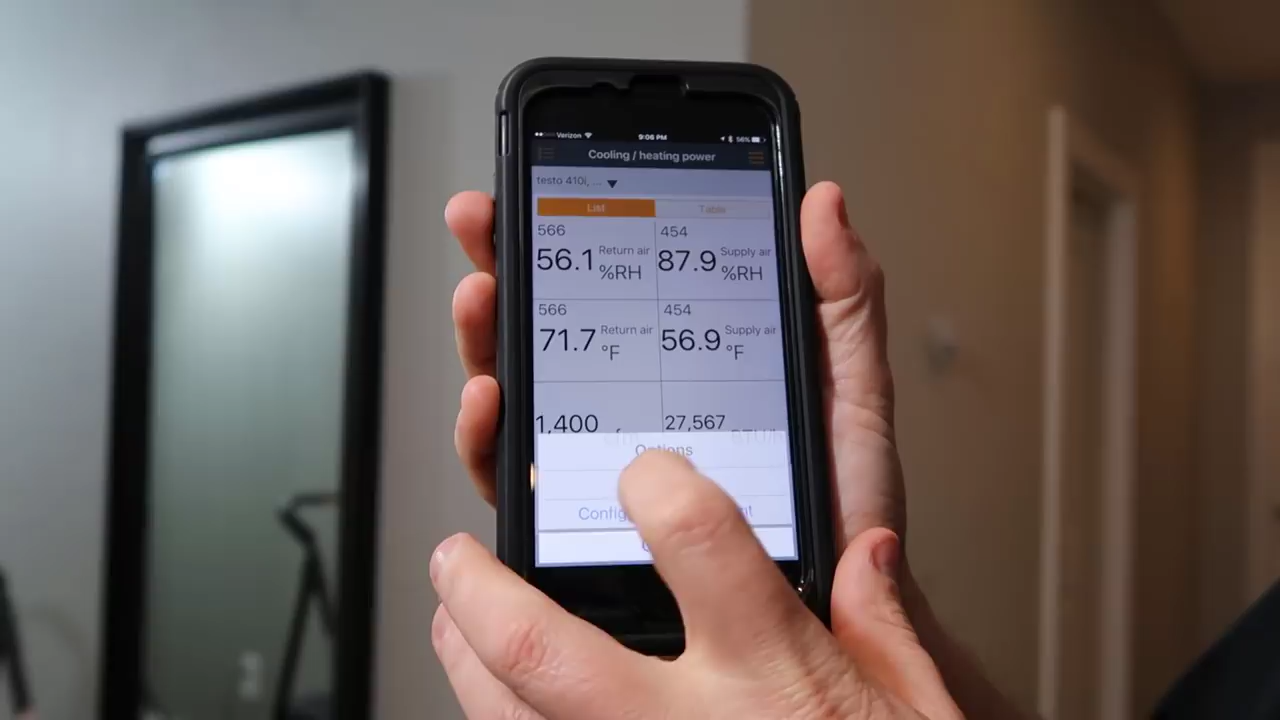 Verizon 9:06 PM 56%
Cooling / heating power
testo 410i, ... ▼
List Table
566 454
56.1 Return air %RH 87.9 Supply air %RH
566 454
71.7 Return air °F 56.9 Supply air °F
1,400 cfm 27,567 BTU/h
Options